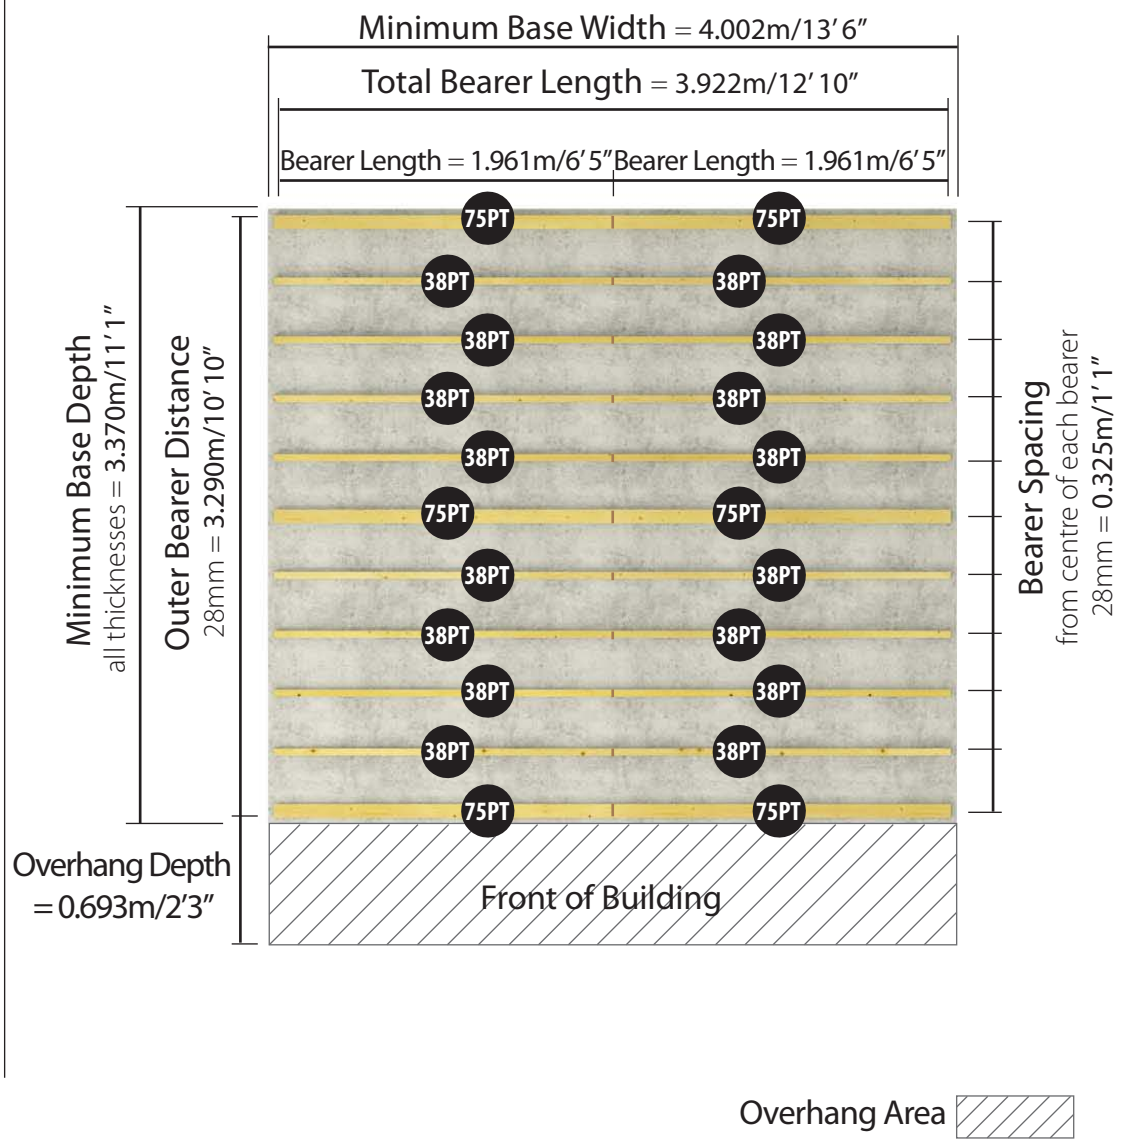 Minimum Base Width = 4.002m/13’ 6”
Total Bearer Length = 3.922m/12’ 10”
Bearer Length = 1.961m/6’ 5”
Bearer Length = 1.961m/6’ 5”
75PT 75PT
38PT 38PT
38PT 38PT
38PT 38PT
38PT 38PT
75PT 75PT
38PT 38PT
38PT 38PT
38PT 38PT
38PT 38PT
75PT 75PT
Minimum Base Depth
all thicknesses = 3.370m/11’ 1”
Outer Bearer Distance
28mm = 3.290m/10’ 10”
Bearer Spacing
from centre of each bearer
28mm = 0.325m/1’ 1”
Overhang Depth
= 0.693m/2’3”
Front of Building
Overhang Area